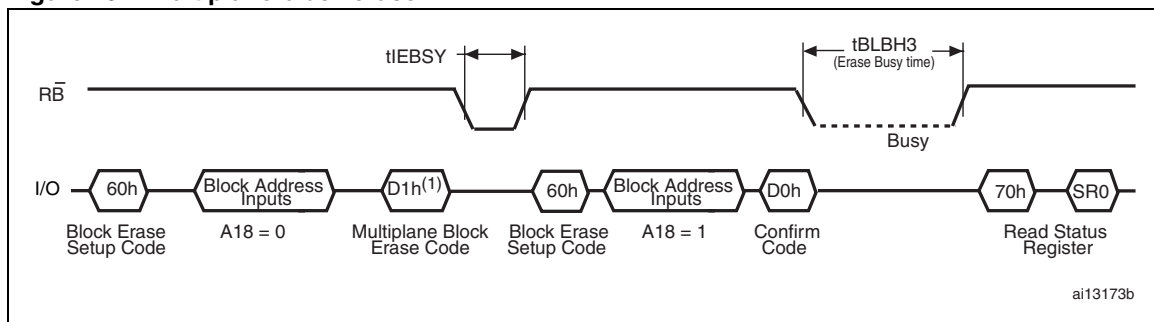 tIEBSY
tBLBH3
(Erase Busy time)
RB̅
Busy
I/O
60h
Block Address
Inputs
D1h(1)
60h
Block Address
Inputs
D0h
70h
SR0
Block Erase
Setup Code
A18 = 0
Multiplane Block
Erase Code
Block Erase
Setup Code
A18 = 1
Confirm
Code
Read Status
Register
ai13173b